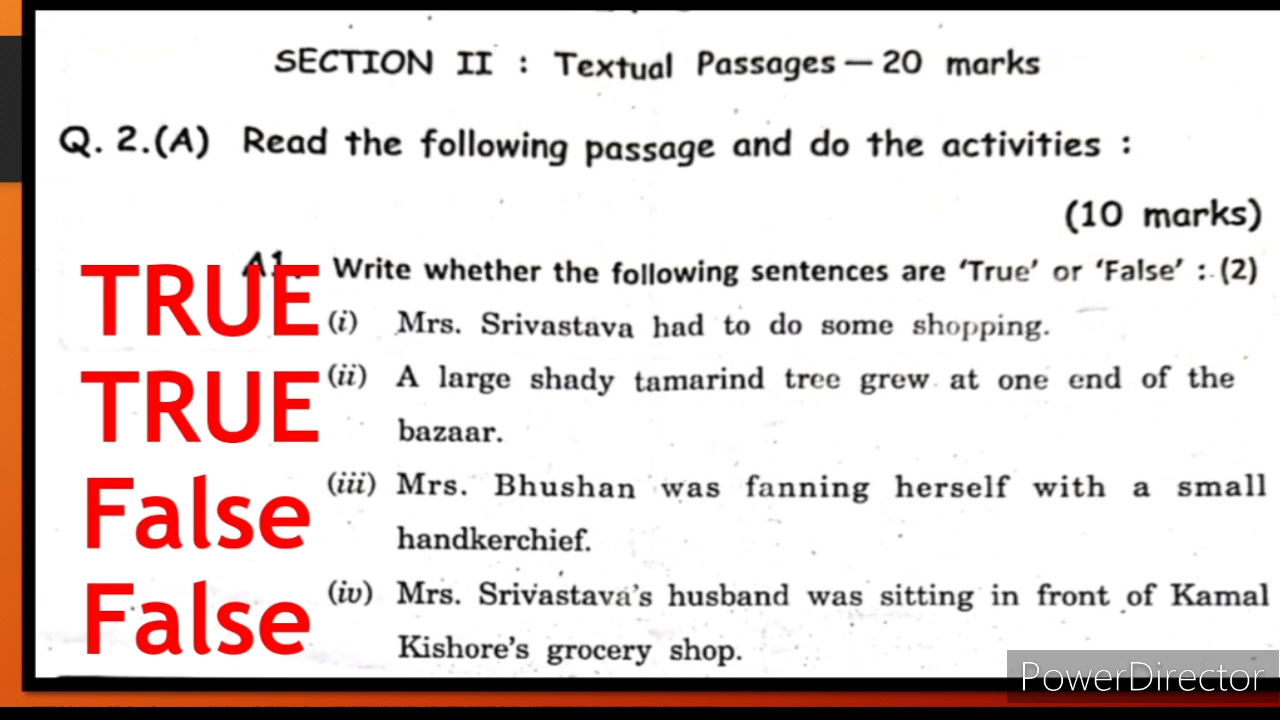 SECTION II : Textual Passages — 20 marks
Q. 2.(A) Read the following passage and do the activities :
(10 marks)
A1. Write whether the following sentences are ‘True’ or ‘False’ : (2)
TRUE (i) Mrs. Srivastava had to do some shopping.
TRUE (ii) A large shady tamarind tree grew at one end of the
bazaar.
False (iii) Mrs. Bhushan was fanning herself with a small
handkerchief.
False (iv) Mrs. Srivastava’s husband was sitting in front of Kamal
Kishore’s grocery shop.
PowerDirector